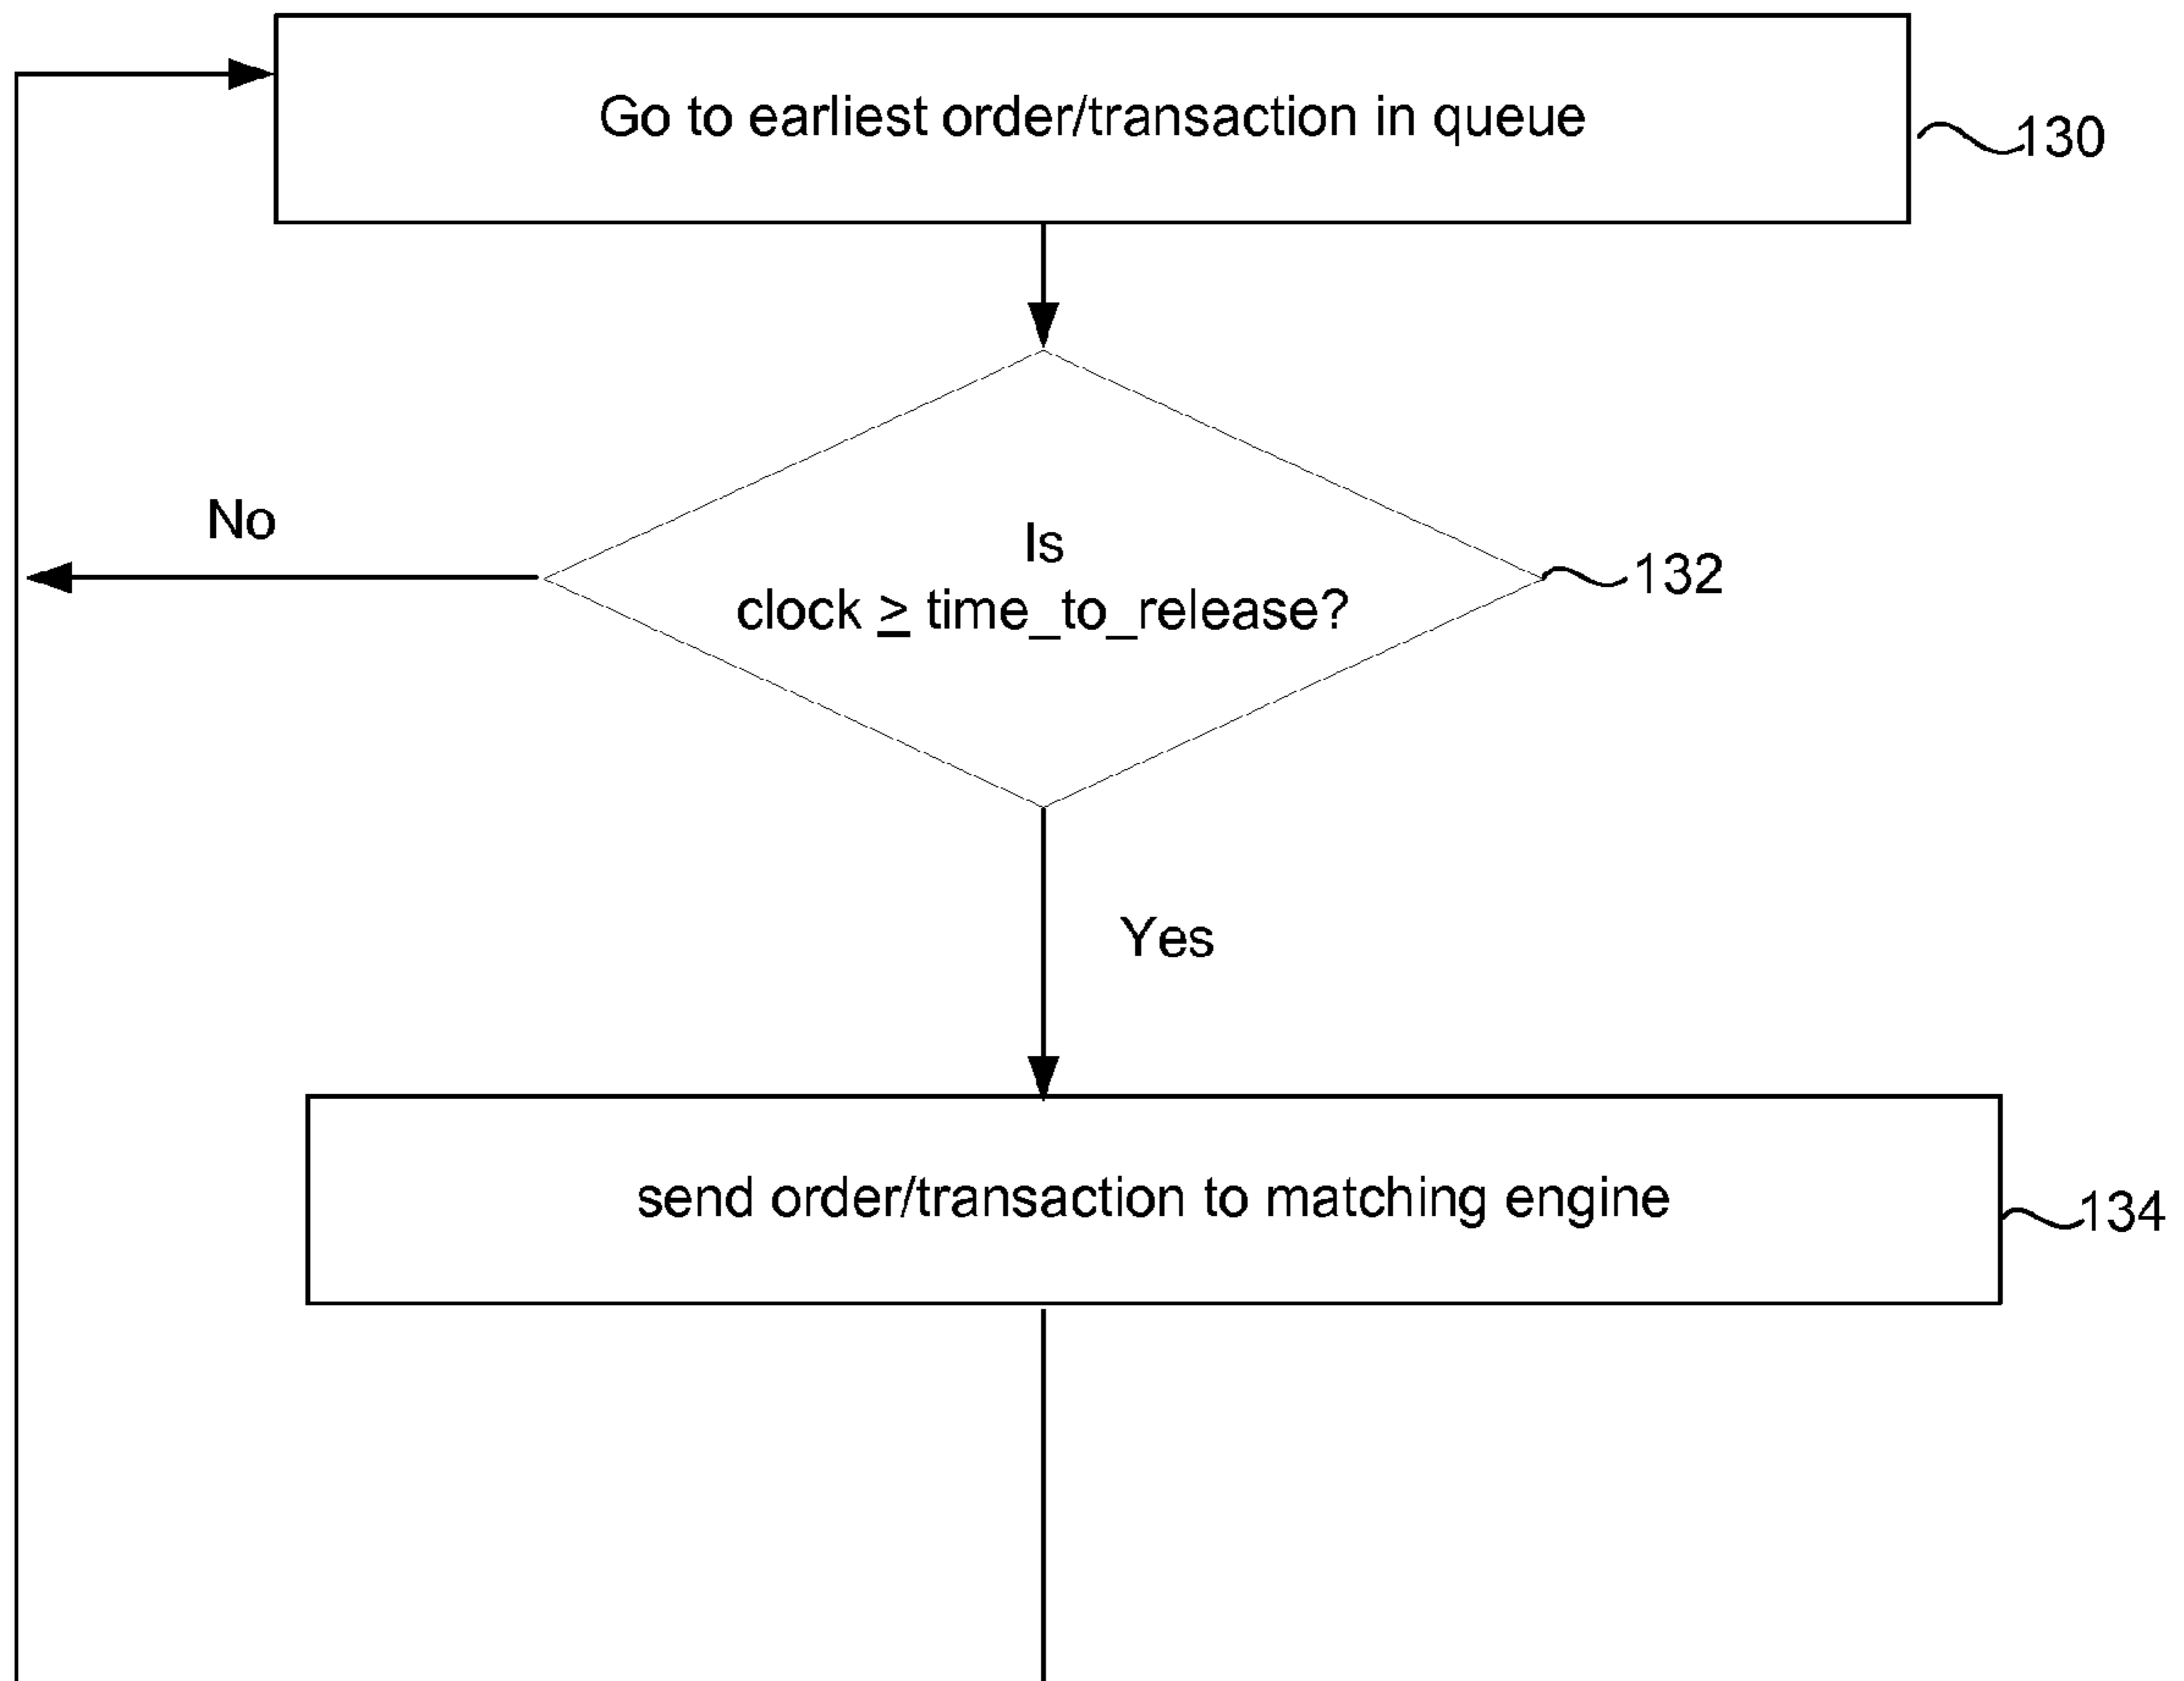 Go to earliest order/transaction in queue
130
No
Is
clock ≥ time_to_release?
132
Yes
send order/transaction to matching engine
134